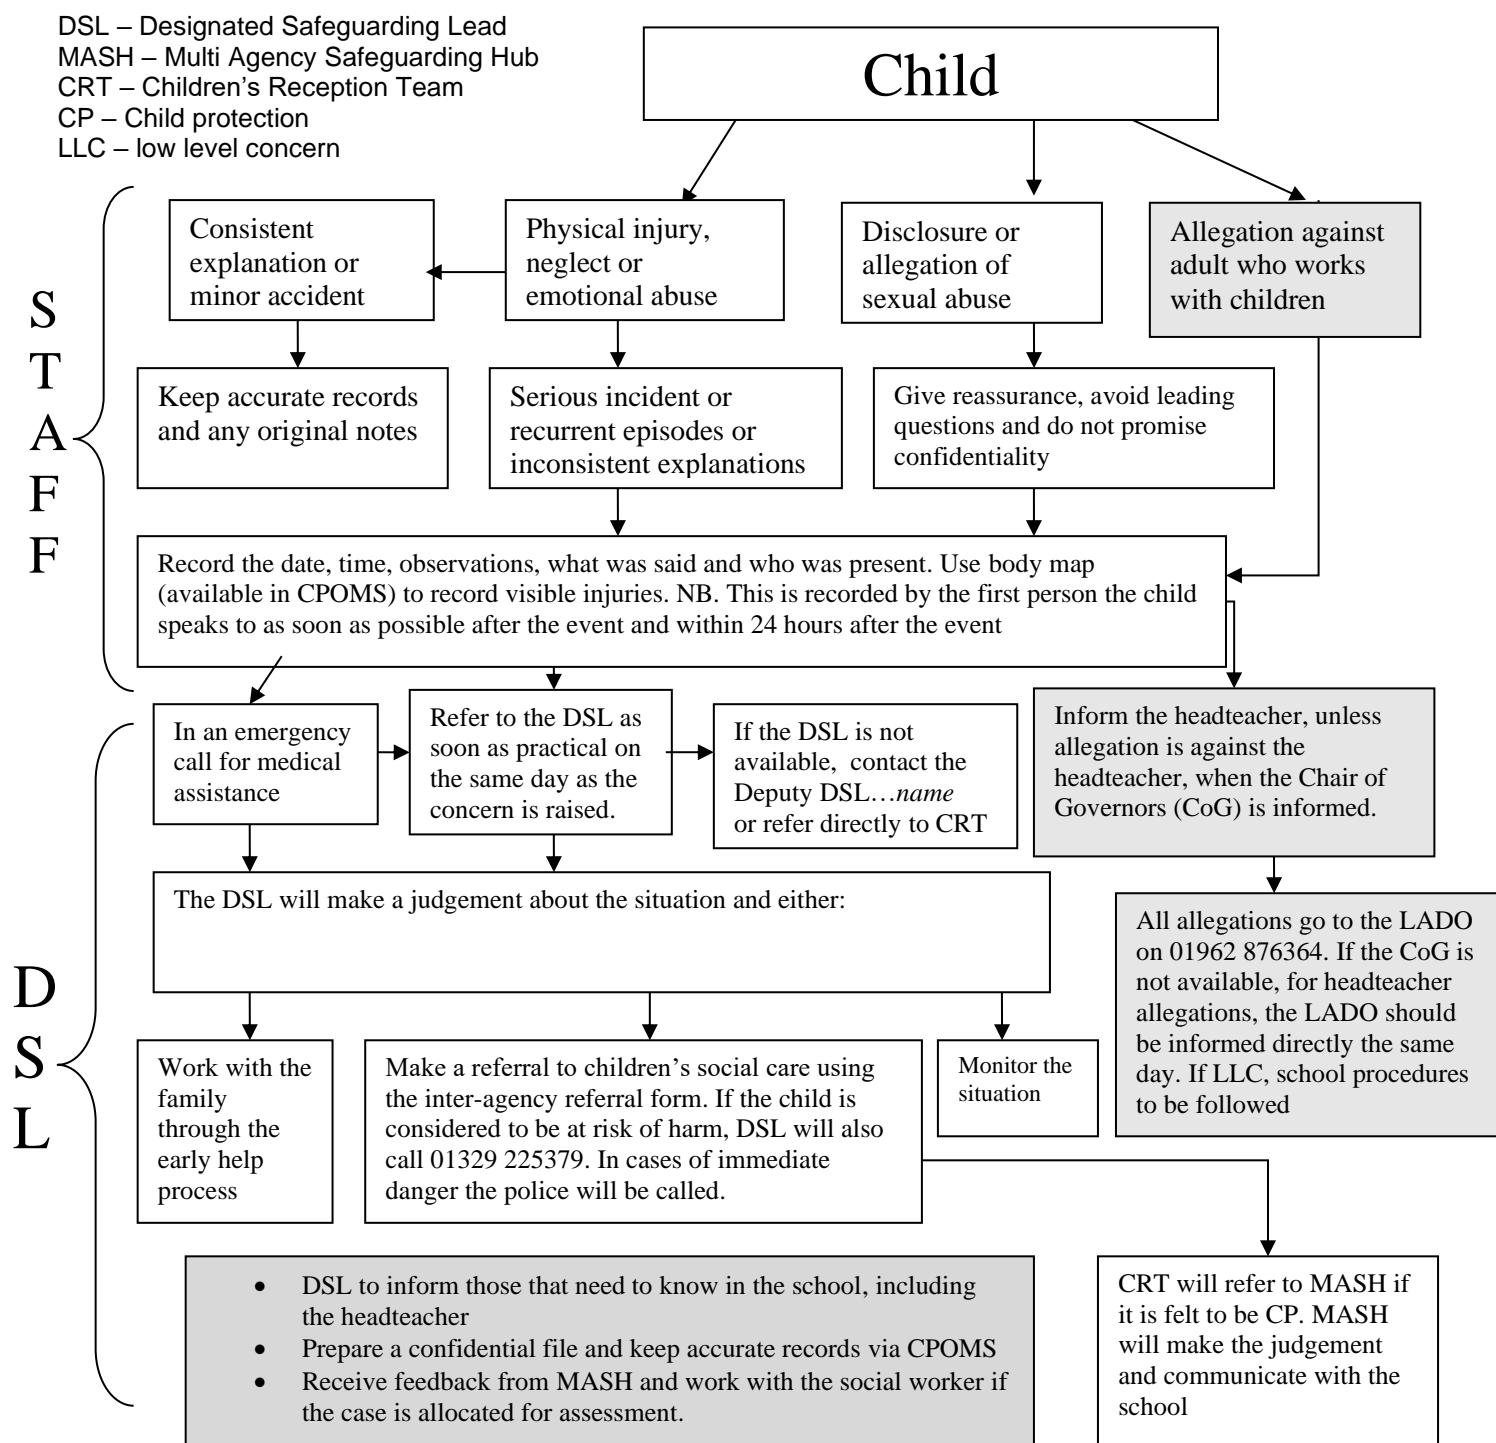 DSL – Designated Safeguarding Lead
MASH – Multi Agency Safeguarding Hub
CRT – Children's Reception Team
CP – Child protection
LLC – low level concern
Child
S
T
A
F
F
Consistent
explanation or
minor accident
Physical injury,
neglect or
emotional abuse
Disclosure or
allegation of
sexual abuse
Allegation against
adult who works
with children
Keep accurate records
and any original notes
Serious incident or
recurrent episodes or
inconsistent explanations
Give reassurance, avoid leading
questions and do not promise
confidentiality
Record the date, time, observations, what was said and who was present. Use body map
(available in CPOMS) to record visible injuries. NB. This is recorded by the first person the child
speaks to as soon as possible after the event and within 24 hours after the event
D
S
L
In an emergency
call for medical
assistance
Refer to the DSL as
soon as practical on
the same day as the
concern is raised.
If the DSL is not
available,  contact the
Deputy DSL…name
or refer directly to CRT
Inform the headteacher, unless
allegation is against the
headteacher, when the Chair of
Governors (CoG) is informed.
The DSL will make a judgement about the situation and either:
All allegations go to the LADO
on 01962 876364. If the CoG is
not available, for headteacher
allegations, the LADO should
be informed directly the same
day. If LLC, school procedures
to be followed
Work with the
family
through the
early help
process
Make a referral to children's social care using
the inter-agency referral form. If the child is
considered to be at risk of harm, DSL will also
call 01329 225379. In cases of immediate
danger the police will be called.
Monitor the
situation
• DSL to inform those that need to know in the school, including
the headteacher
• Prepare a confidential file and keep accurate records via CPOMS
• Receive feedback from MASH and work with the social worker if
the case is allocated for assessment.
CRT will refer to MASH if
it is felt to be CP. MASH
will make the judgement
and communicate with the
school